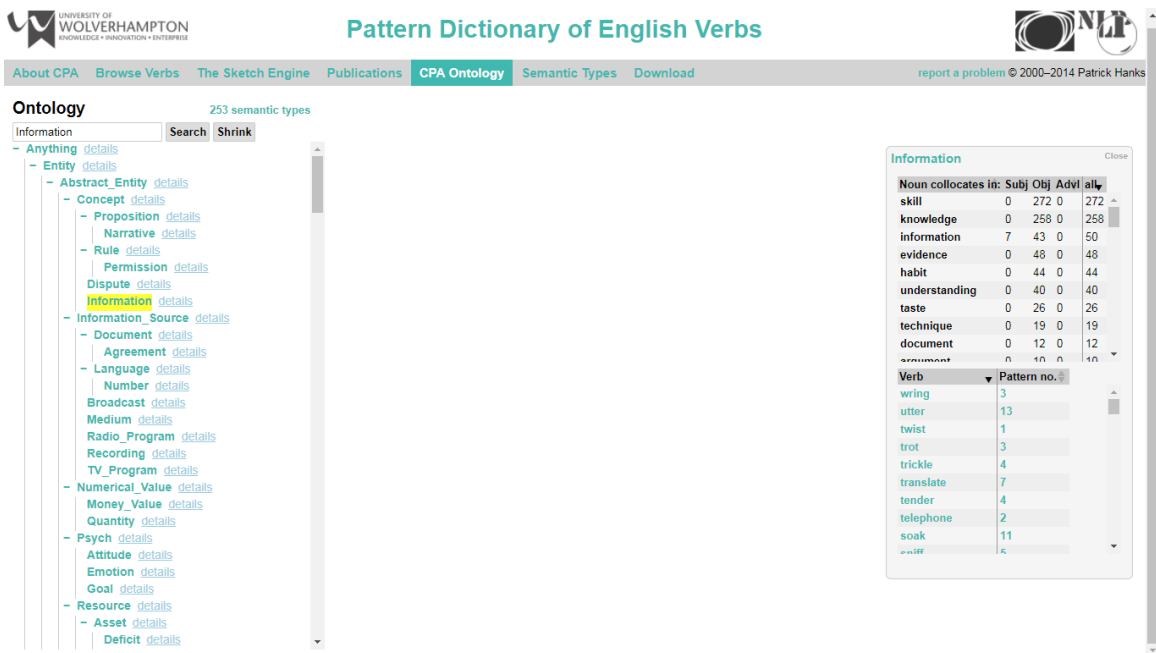 UNIVERSITY OF
WOLVERHAMPTON
KNOWLEDGE • INNOVATION • ENTERPRISE
Pattern Dictionary of English Verbs
NLP
About CPA Browse Verbs The Sketch Engine Publications CPA Ontology Semantic Types Download report a problem © 2000–2014 Patrick Hanks
Ontology 253 semantic types
Information Search Shrink
− Anything details
− Entity details
− Abstract_Entity details
− Concept details
− Proposition details
Narrative details
− Rule details
Permission details
Dispute details
Information details
− Information_Source details
− Document details
Agreement details
− Language details
Number details
Broadcast details
Medium details
Radio_Program details
Recording details
TV_Program details
− Numerical_Value details
Money_Value details
Quantity details
− Psych details
Attitude details
Emotion details
Goal details
− Resource details
− Asset details
Deficit details
Information Close
Noun collocates in: Subj Obj Advl all
skill 0 272 0 272
knowledge 0 258 0 258
information 7 43 0 50
evidence 0 48 0 48
habit 0 44 0 44
understanding 0 40 0 40
taste 0 26 0 26
technique 0 19 0 19
document 0 12 0 12
argument 0 10 0 10
Verb Pattern no.
wring 3
utter 13
twist 1
trot 3
trickle 4
translate 7
tender 4
telephone 2
soak 11
sniff 5